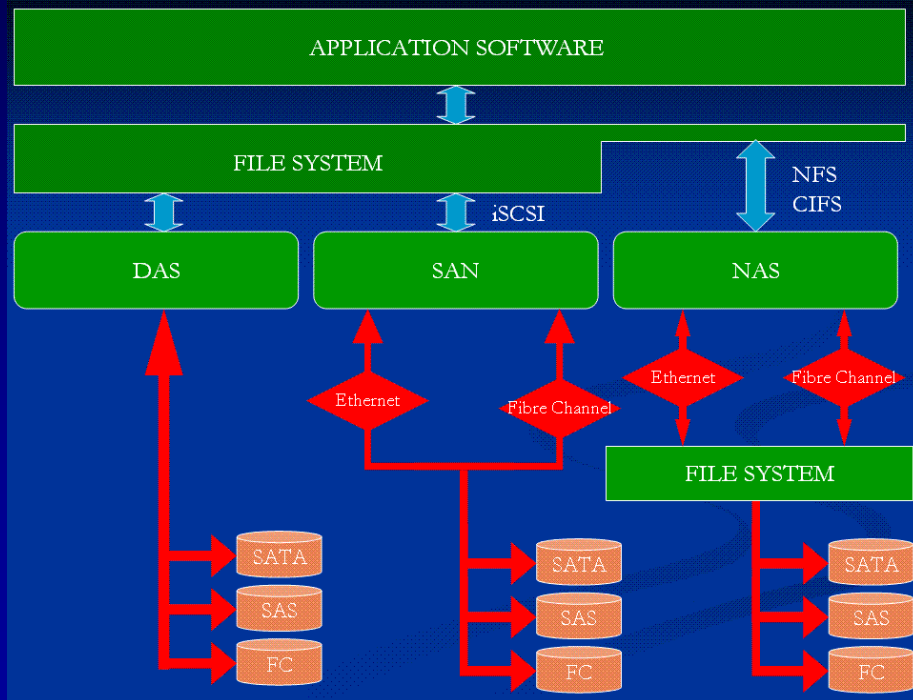 APPLICATION SOFTWARE
FILE SYSTEM
NFS
CIFS
iSCSI
DAS
SAN
NAS
Ethernet
Fibre Channel
Ethernet
Fibre Channel
FILE SYSTEM
SATA
SAS
FC
SATA
SAS
FC
SATA
SAS
FC